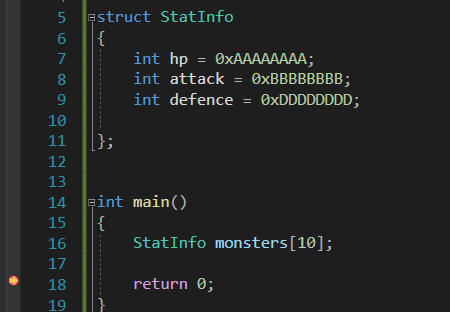 5 struct StatInfo
6 {
7 int hp = 0xAAAAAAAA;
8 int attack = 0xBBBBBBBB;
9 int defence = 0xDDDDDDDD;
10
11 };
12
13
14 int main()
15 {
16 StatInfo monsters[10];
17
18 return 0;
19 }